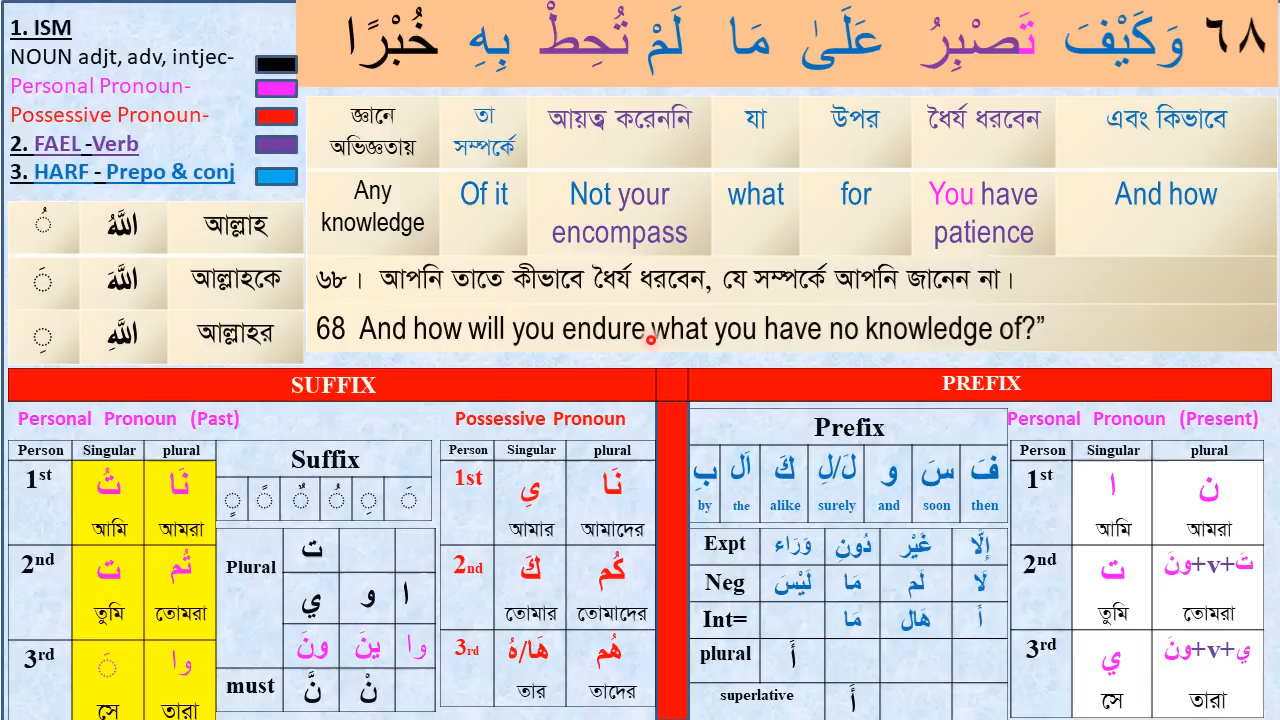 1. ISM
NOUN adjt, adv, intjec-
Personal Pronoun-
Possessive Pronoun-
2. FAEL -Verb
3. HARF - Prepo & conj
وَكَيْفَ تَصْبِرُ عَلَىٰ مَا لَمْ تُحِطْ بِهِ خُبْرًا ٦٨
জ্ঞানে অভিজ্ঞতায় তা সম্পর্কে আয়ত্ব করেননি যা উপর ধৈর্য ধরবেন এবং কিভাবে
Any knowledge Of it Not your encompass what for You have patience And how
৬৮। আপনি তাতে কীভাবে ধৈর্য ধরবেন, যে সম্পর্কে আপনি জানেন না।
68 And how will you endure what you have no knowledge of?”
ُ اللَّهُ আল্লাহ
َ اللَّهَ আল্লাহকে
ِ اللَّهِ আল্লাহর
SUFFIX
Personal Pronoun (Past)
Person Singular plural
1st تُ نَا
আমি আমরা
2nd ت تُم
তুমি তোমরা
3rd َ وا
সে তারা
Suffix
ٍ ً ٌ ُ ِ َ
Plural ت
ي و ا
ونَ ينَ وا
must نَّ نْ
Possessive Pronoun
Person Singular plural
1st يِ نَا
আমার আমাদের
2nd كَ كُم
তোমার তোমাদের
3rd هَا/هُ هُم
তার তাদের
PREFIX
Prefix
بِ اَل كَ لَ/لِ و سَ فَ
by the alike surely and soon then
Expt وَرَاء دُونِ غَيْر إِلَّا
Neg لَيْسَ مَا لَم لَا
Int= مَا هَال أَ
plural أَ
superlative أَ
Personal Pronoun (Present)
Person Singular plural
1st ا ن
আমি আমরা
2nd ت تَ+v+ونَ
তুমি তোমরা
3rd ي ي+v+ونَ
সে তারা